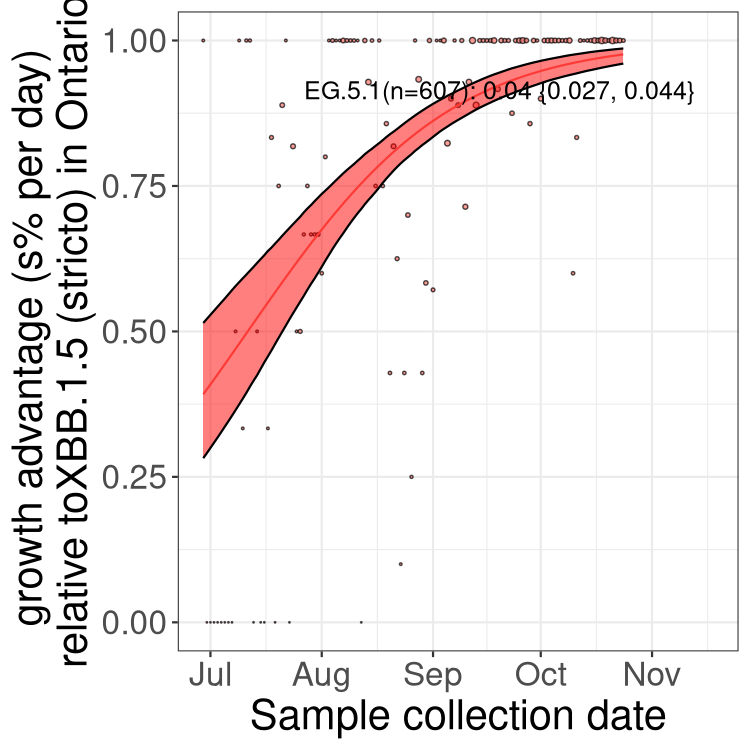 growth advantage (s% per day)
relative toXBB.1.5 (stricto) in Ontario
1.00
0.75
0.50
0.25
0.00
EG.5.1(n=607): 0.04 {0.027, 0.044}
Jul Aug Sep Oct Nov
Sample collection date